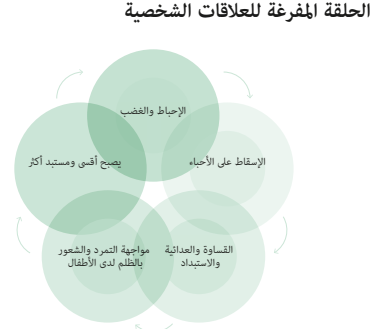 الحلقة المفرغة للعلاقات الشخصية
الإحباط والغضب
الإسقاط على الأحباء
القساوة والعدائية
والاستبداد
مواجهة التمرد والشعور
بالظلم لدى الأطفال
يصبح أقسى ومستبد أكثر